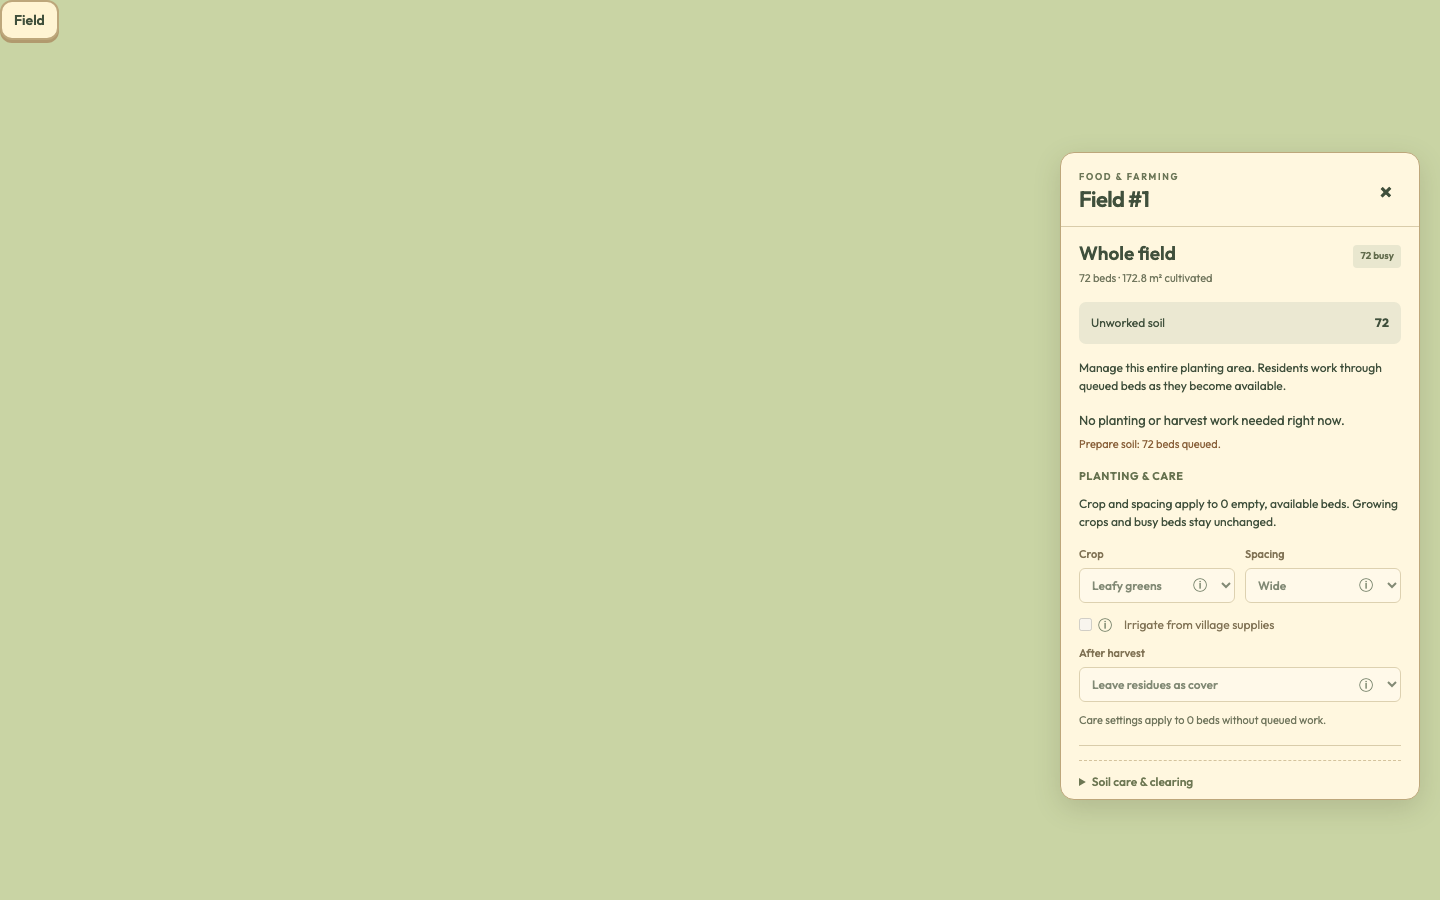 Field
FOOD & FARMING
Field #1
Whole field
72 busy
72 beds · 172.8 m² cultivated
Unworked soil
72
Manage this entire planting area. Residents work through
queued beds as they become available.
No planting or harvest work needed right now.
Prepare soil: 72 beds queued.
PLANTING & CARE
Crop and spacing apply to 0 empty, available beds. Growing
crops and busy beds stay unchanged.
Crop
Spacing
Leafy greens
Wide
Irrigate from village supplies
After harvest
Leave residues as cover
Care settings apply to 0 beds without queued work.
Soil care & clearing